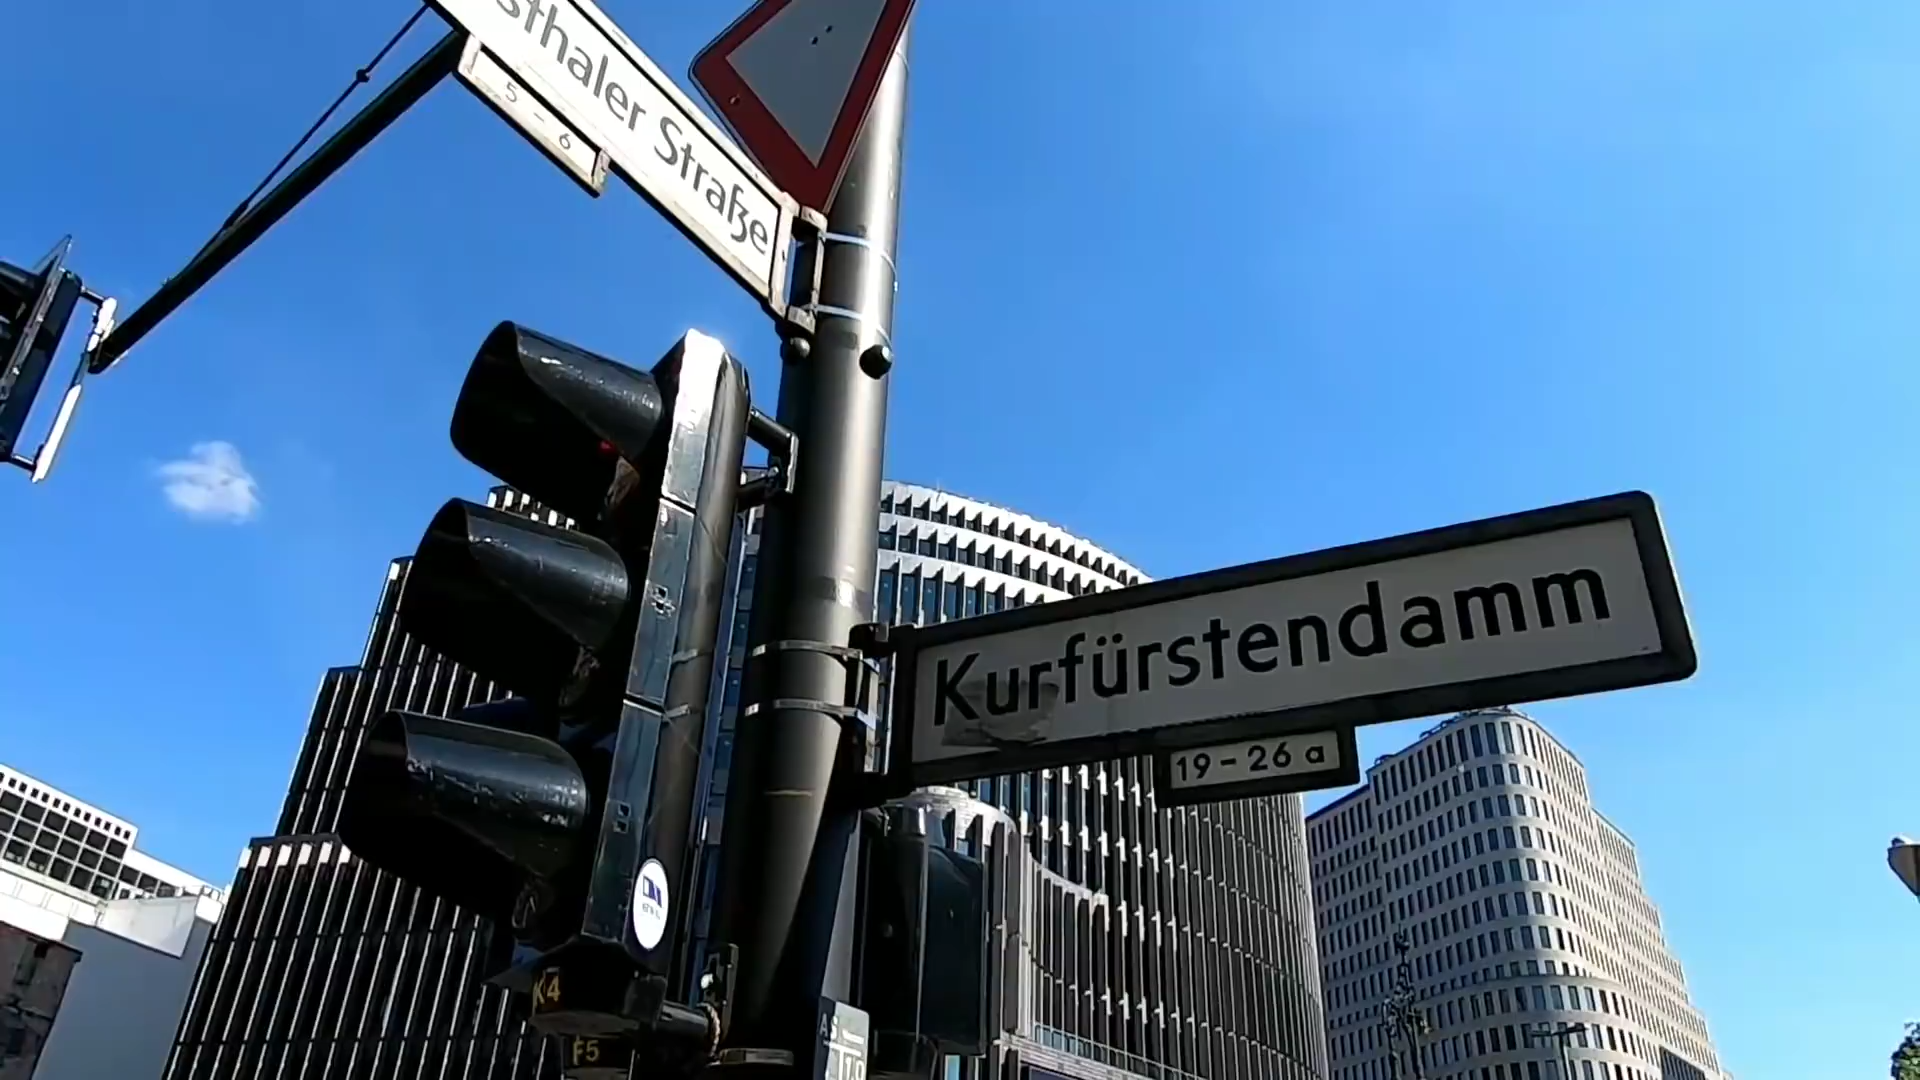 sthaler Straße
5 - 6
Kurfürstendamm
19 - 26 a
K4
F5